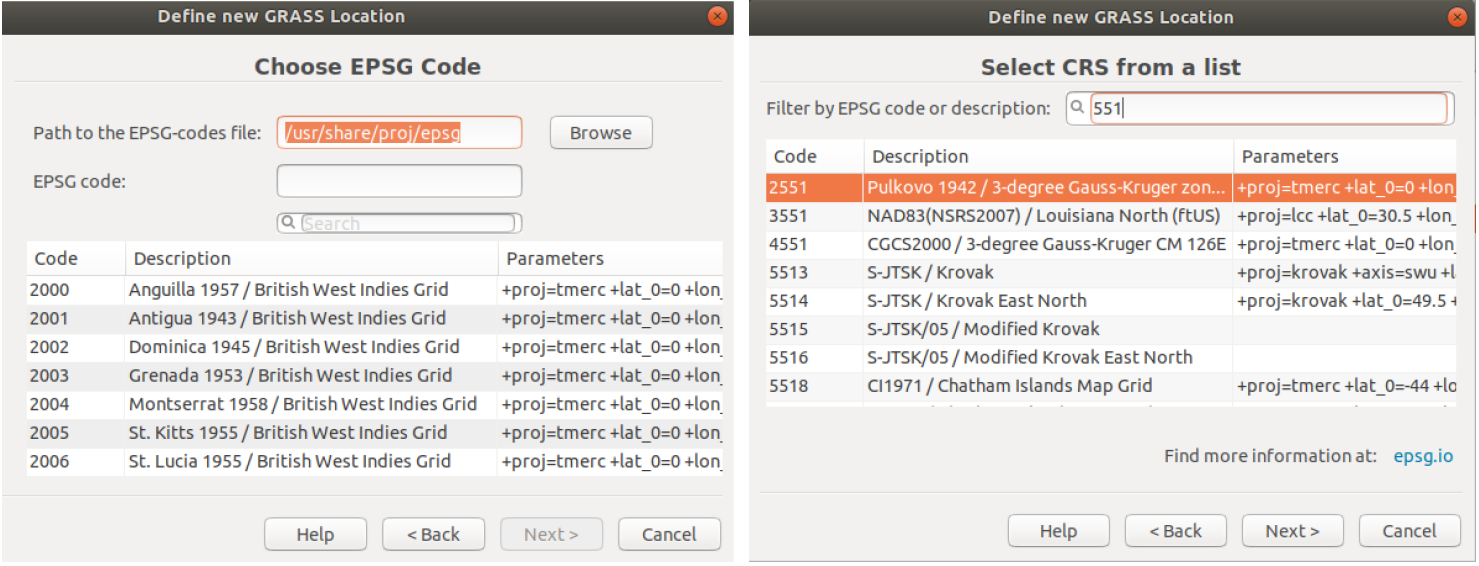 Define new GRASS Location
Choose EPSG Code
Path to the EPSG-codes file: /usr/share/proj/epsg Browse
EPSG code:
Search
Code Description Parameters
2000 Anguilla 1957 / British West Indies Grid +proj=tmerc +lat_0=0 +lon_
2001 Antigua 1943 / British West Indies Grid +proj=tmerc +lat_0=0 +lon_
2002 Dominica 1945 / British West Indies Grid +proj=tmerc +lat_0=0 +lon_
2003 Grenada 1953 / British West Indies Grid +proj=tmerc +lat_0=0 +lon_
2004 Montserrat 1958 / British West Indies Grid +proj=tmerc +lat_0=0 +lon_
2005 St. Kitts 1955 / British West Indies Grid +proj=tmerc +lat_0=0 +lon_
2006 St. Lucia 1955 / British West Indies Grid +proj=tmerc +lat_0=0 +lon_
Help < Back Next > Cancel
Define new GRASS Location
Select CRS from a list
Filter by EPSG code or description: 551
Code Description Parameters
2551 Pulkovo 1942 / 3-degree Gauss-Kruger zon... +proj=tmerc +lat_0=0 +lon_
3551 NAD83(NSRS2007) / Louisiana North (ftUS) +proj=lcc +lat_0=30.5 +lon_
4551 CGCS2000 / 3-degree Gauss-Kruger CM 126E +proj=tmerc +lat_0=0 +lon_
5513 S-JTSK / Krovak +proj=krovak +axis=swu +l
5514 S-JTSK / Krovak East North +proj=krovak +lat_0=49.5 +
5515 S-JTSK/05 / Modified Krovak
5516 S-JTSK/05 / Modified Krovak East North
5518 CI1971 / Chatham Islands Map Grid +proj=tmerc +lat_0=-44 +lo
Find more information at: epsg.io
Help < Back Next > Cancel